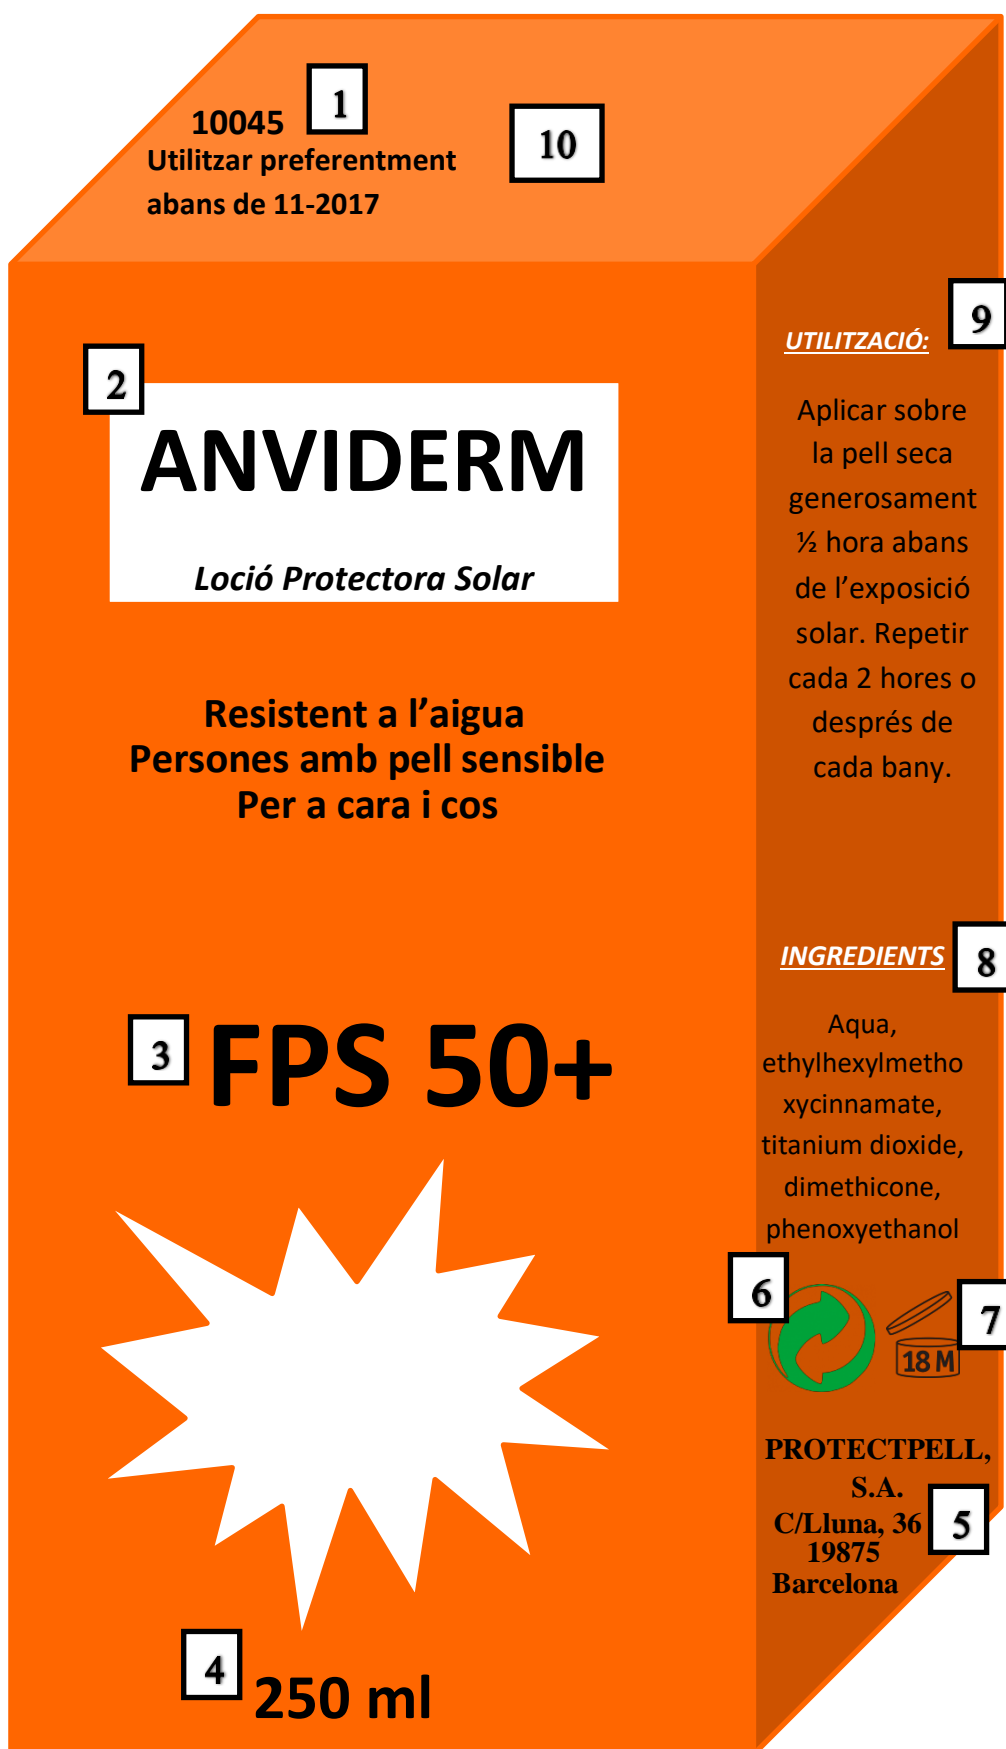 1
10045
10
Utilitzar preferentment
abans de 11-2017
2
ANVIDERM
Loció Protectora Solar
Resistent a l’aigua
Persones amb pell sensible
Per a cara i cos
3
FPS 50+
4
250 ml
9
UTILITZACIÓ:
Aplicar sobre
la pell seca
generosament
½ hora abans
de l’exposició
solar. Repetir
cada 2 hores o
després de
cada bany.
8
INGREDIENTS
Aqua,
ethylhexylmetho
xycinnamate,
titanium dioxide,
dimethicone,
phenoxyethanol
6
7
18 M
PROTECTPELL,
S.A.
C/Lluna, 36
5
19875
Barcelona